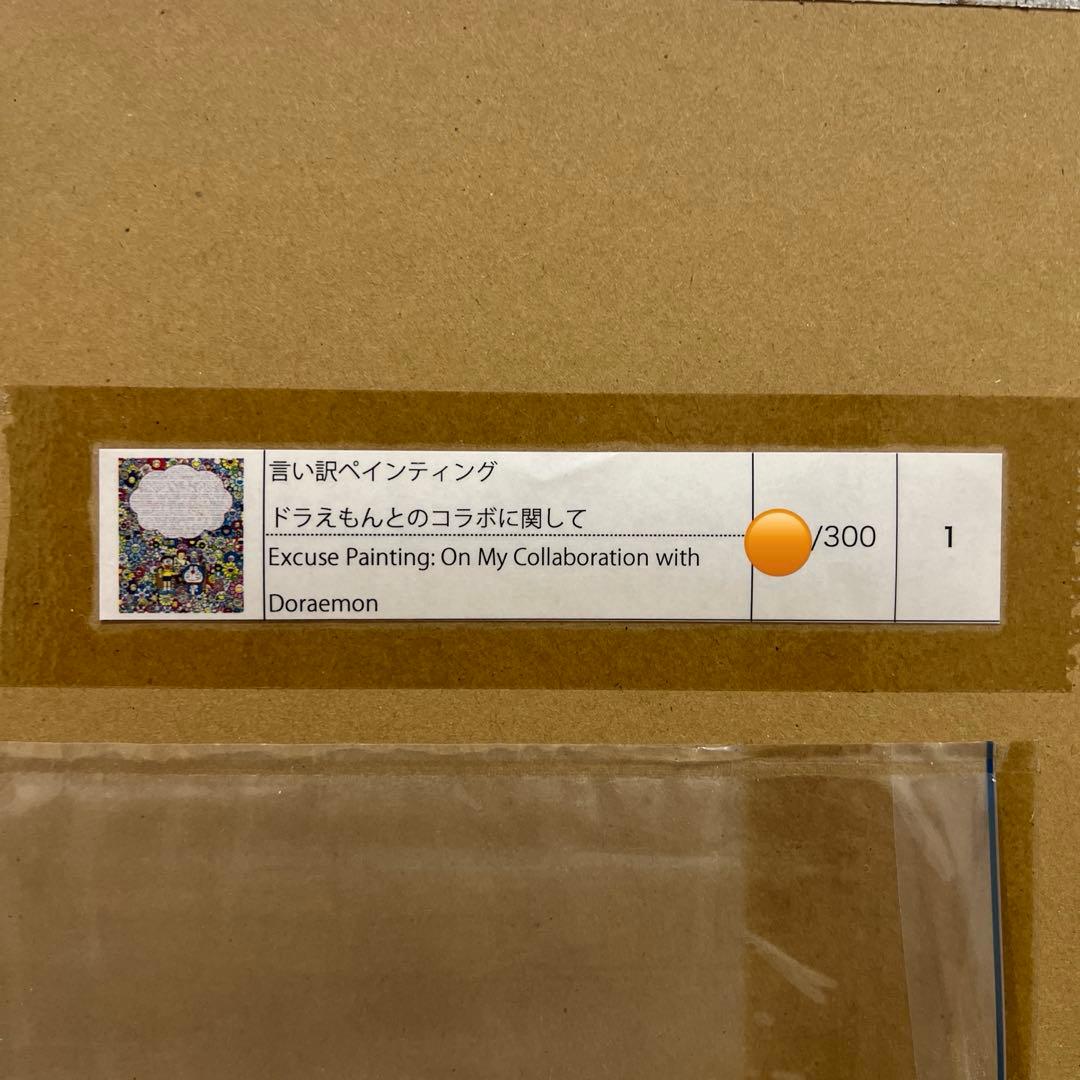 言い訳ペインティング
ドラえもんとのコラボに関して
Excuse Painting: On My Collaboration with
Doraemon
/300
1